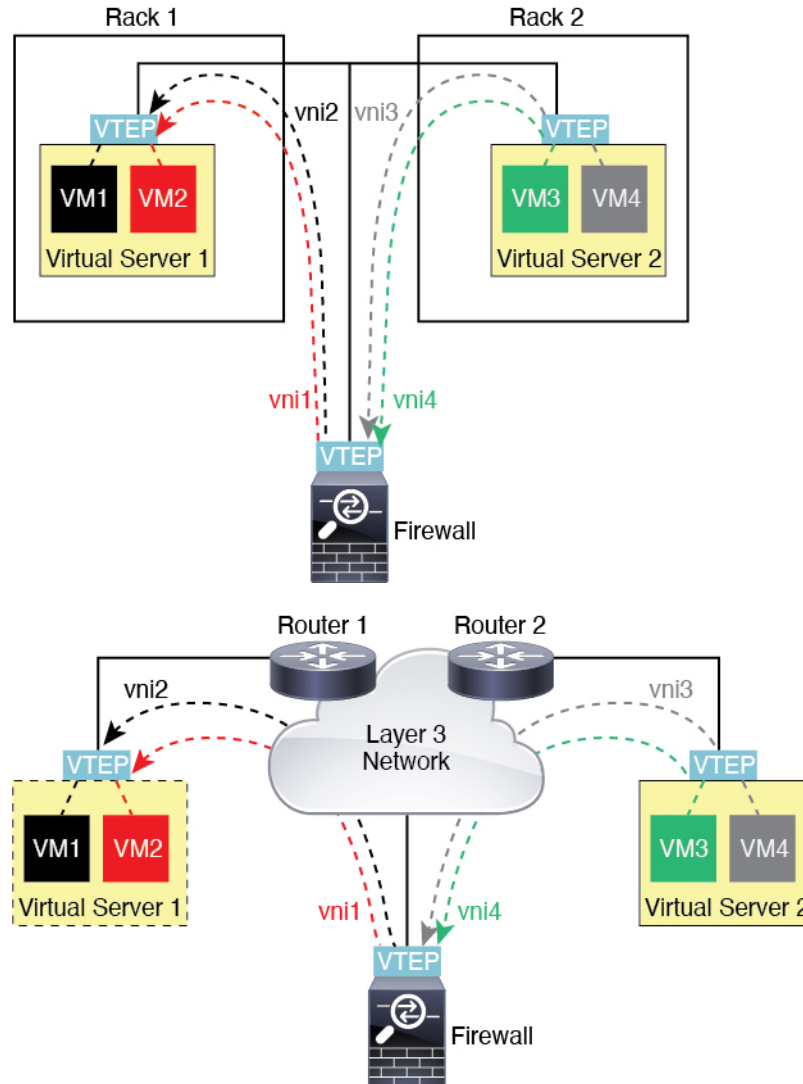 Rack 1
Rack 2
vni2
vni3
VTEP
VTEP
VM1
VM2
VM3
VM4
Virtual Server 1
Virtual Server 2
vni1
vni4
VTEP
Firewall
Router 1
Router 2
vni2
vni3
Layer 3
Network
VTEP
VTEP
VM1
VM2
VM3
VM4
Virtual Server 1
Virtual Server 2
vni1
vni4
VTEP
Firewall